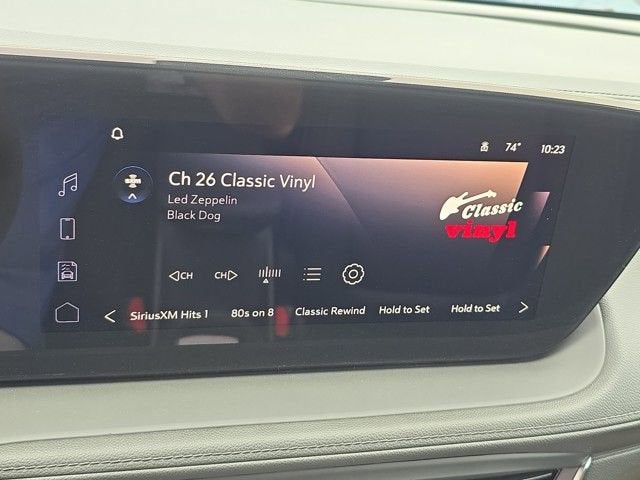 74° 10:23
Ch 26 Classic Vinyl
Led Zeppelin
Black Dog
Classic
vinyl
CH CH
SiriusXM Hits 1 80s on 8 Classic Rewind Hold to Set Hold to Set